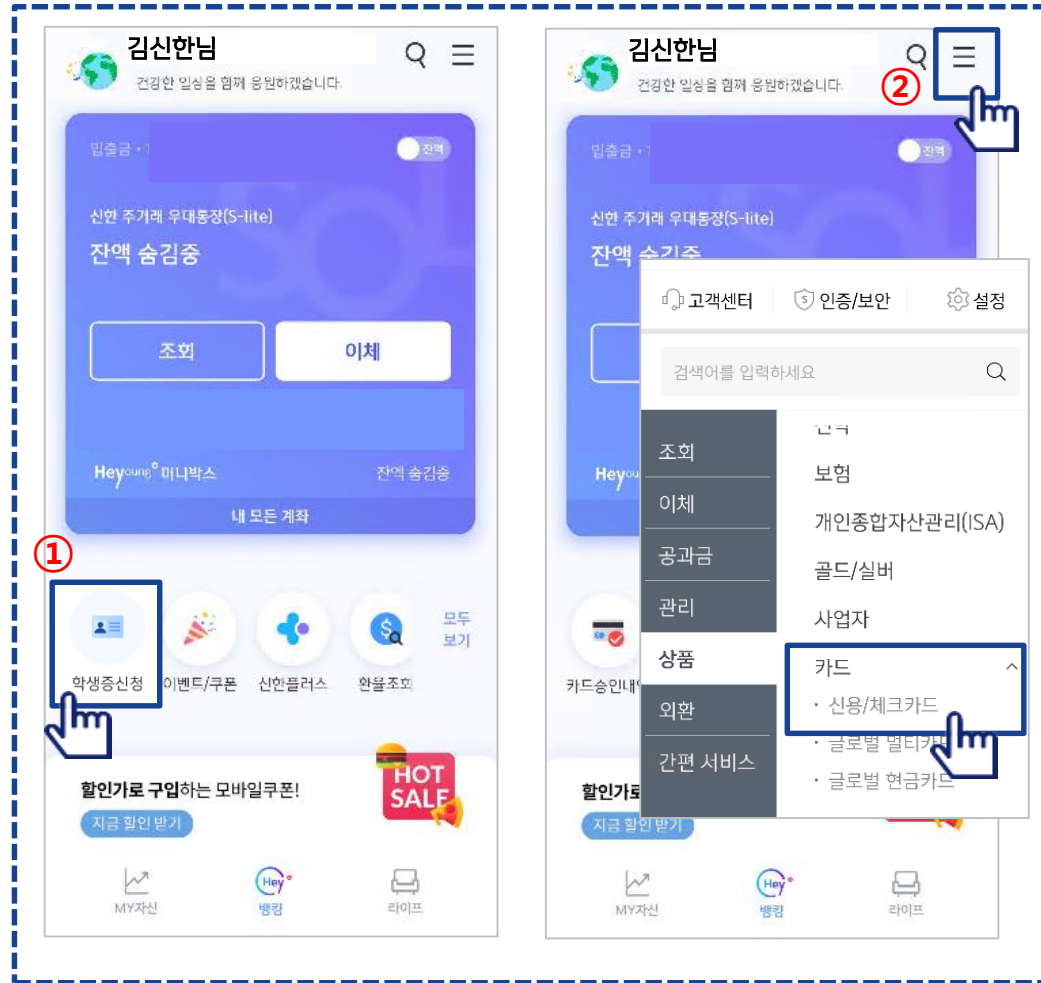 김신한님
건강한 일상을 함께 응원하겠습니다.
입출금 •
잔액
신한 주거래 우대통장(S-lite)
잔액 숨김중
조회
이체
Heyoung 머니박스
잔액 숨김중
내 모든 계좌
①
학생증신청
이벤트/쿠폰
신한플러스
환율조회
모두
보기
할인가로 구입하는 모바일쿠폰!
지금 할인 받기
HOT
SALE
MY자산
Hey
뱅킹
라이프
김신한님
건강한 일상을 함께 응원하겠습니다.
②
입출금 •
잔액
신한 주거래 우대통장(S-lite)
잔액 숨김중
고객센터
인증/보안
설정
검색어를 입력하세요
조회
이체
공과금
관리
상품
외환
간편 서비스
보험
개인종합자산관리(ISA)
골드/실버
사업자
카드
· 신용/체크카드
· 글로벌 멀티카드
· 글로벌 현금카드
카드승인내
할인가로
지금 할인 받기
MY자산
Hey
뱅킹
라이프